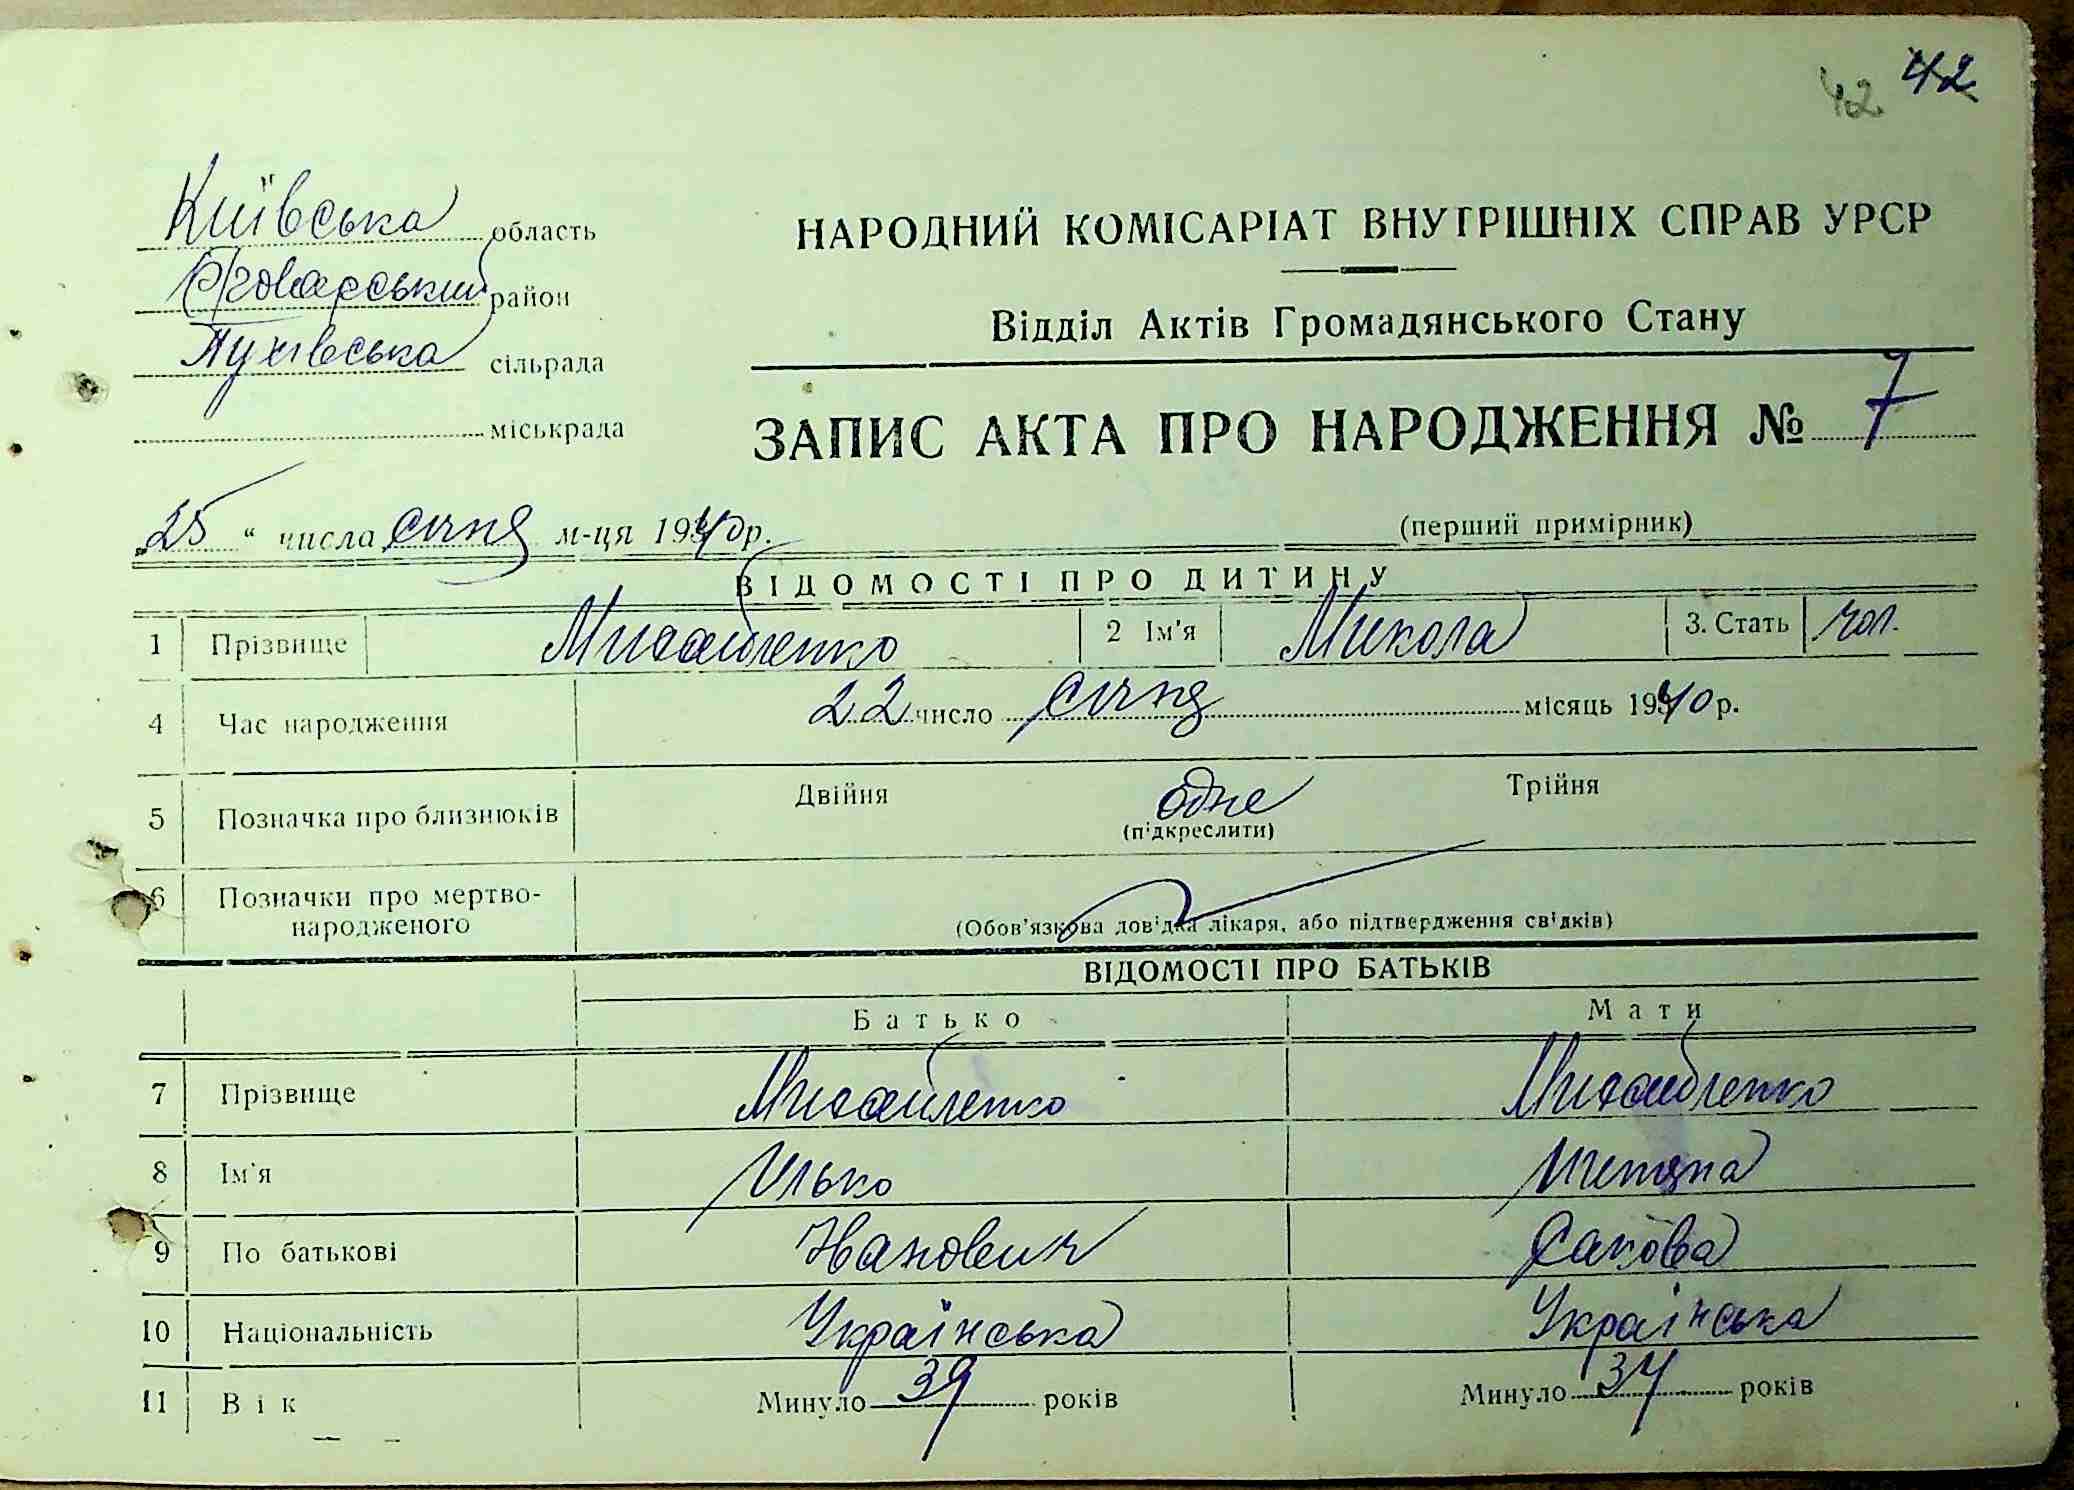 42 42
Київська область
Броварський район
Пухівська сільрада
міськрада
НАРОДНИЙ КОМІСАРІАТ ВНУТРІШНІХ СПРАВ УРСР
Відділ Актів Громадянського Стану
ЗАПИС АКТА ПРО НАРОДЖЕННЯ № 7
„25“ числа січня м-ця 1940р.
(перший примірник)
ВІДОМОСТІ ПРО ДИТИНУ
1 Прізвище Михайленко 2 Ім'я Микола 3. Стать чол.
4 Час народження 22 число січня місяць 1940 р.
5 Позначка про близнюків Двійня одне Трійня
(підкреслити)
6 Позначки про мертво-
народженого (Обов'язкова довідка лікаря, або підтвердження свідків)
ВІДОМОСТІ ПРО БАТЬКІВ
Батько Мати
7 Прізвище Михайленко Михайленко
8 Ім'я Илько
9 По батькові Іванович
10 Національність Українська Українська
11 Вік Минуло 39 років Минуло 34 років